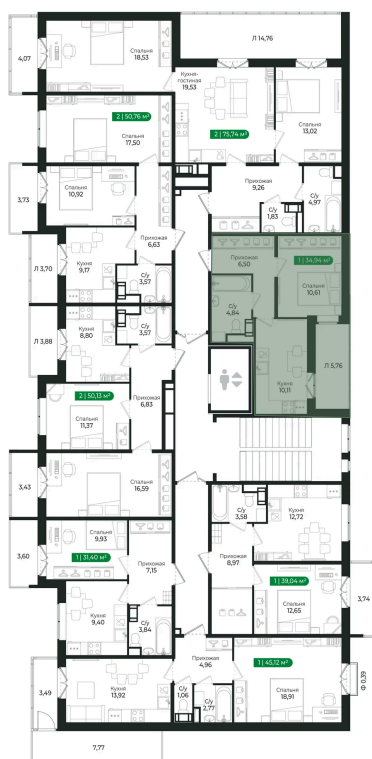 4,07
Спальня
18,53
Л 14,76
Кухня-
гостиная
19,53
2 | 50,76 м²
Спальня
17,50
2 | 75,74 м²
Спальня
13,02
3,73
Спальня
10,92
Прихожая
9,26
С/у
1,83
С/у
4,97
Прихожая
6,63
Кухня
9,17
Л 3,70
С/у
3,57
Прихожая
6,50
1 | 34,94 м²
Спальня
10,61
С/у
4,84
Л 3,88
Кухня
8,80
С/у
3,57
Л 5,76
Кухня
10,11
2 | 50,13 м²
Спальня
11,37
Прихожая
6,83
3,43
Спальня
16,59
С/у
3,58
Кухня
12,72
3,60
Спальня
9,93
1 | 31,40 м²
Прихожая
7,15
Прихожая
8,97
1 | 39,04 м²
Спальня
12,65
3,74
Кухня
9,40
С/у
3,84
Прихожая
4,96
1 | 45,12 м²
Ф 0,39
3,49
Кухня
13,92
С/у
1,06
С/у
2,77
Спальня
18,91
7,77